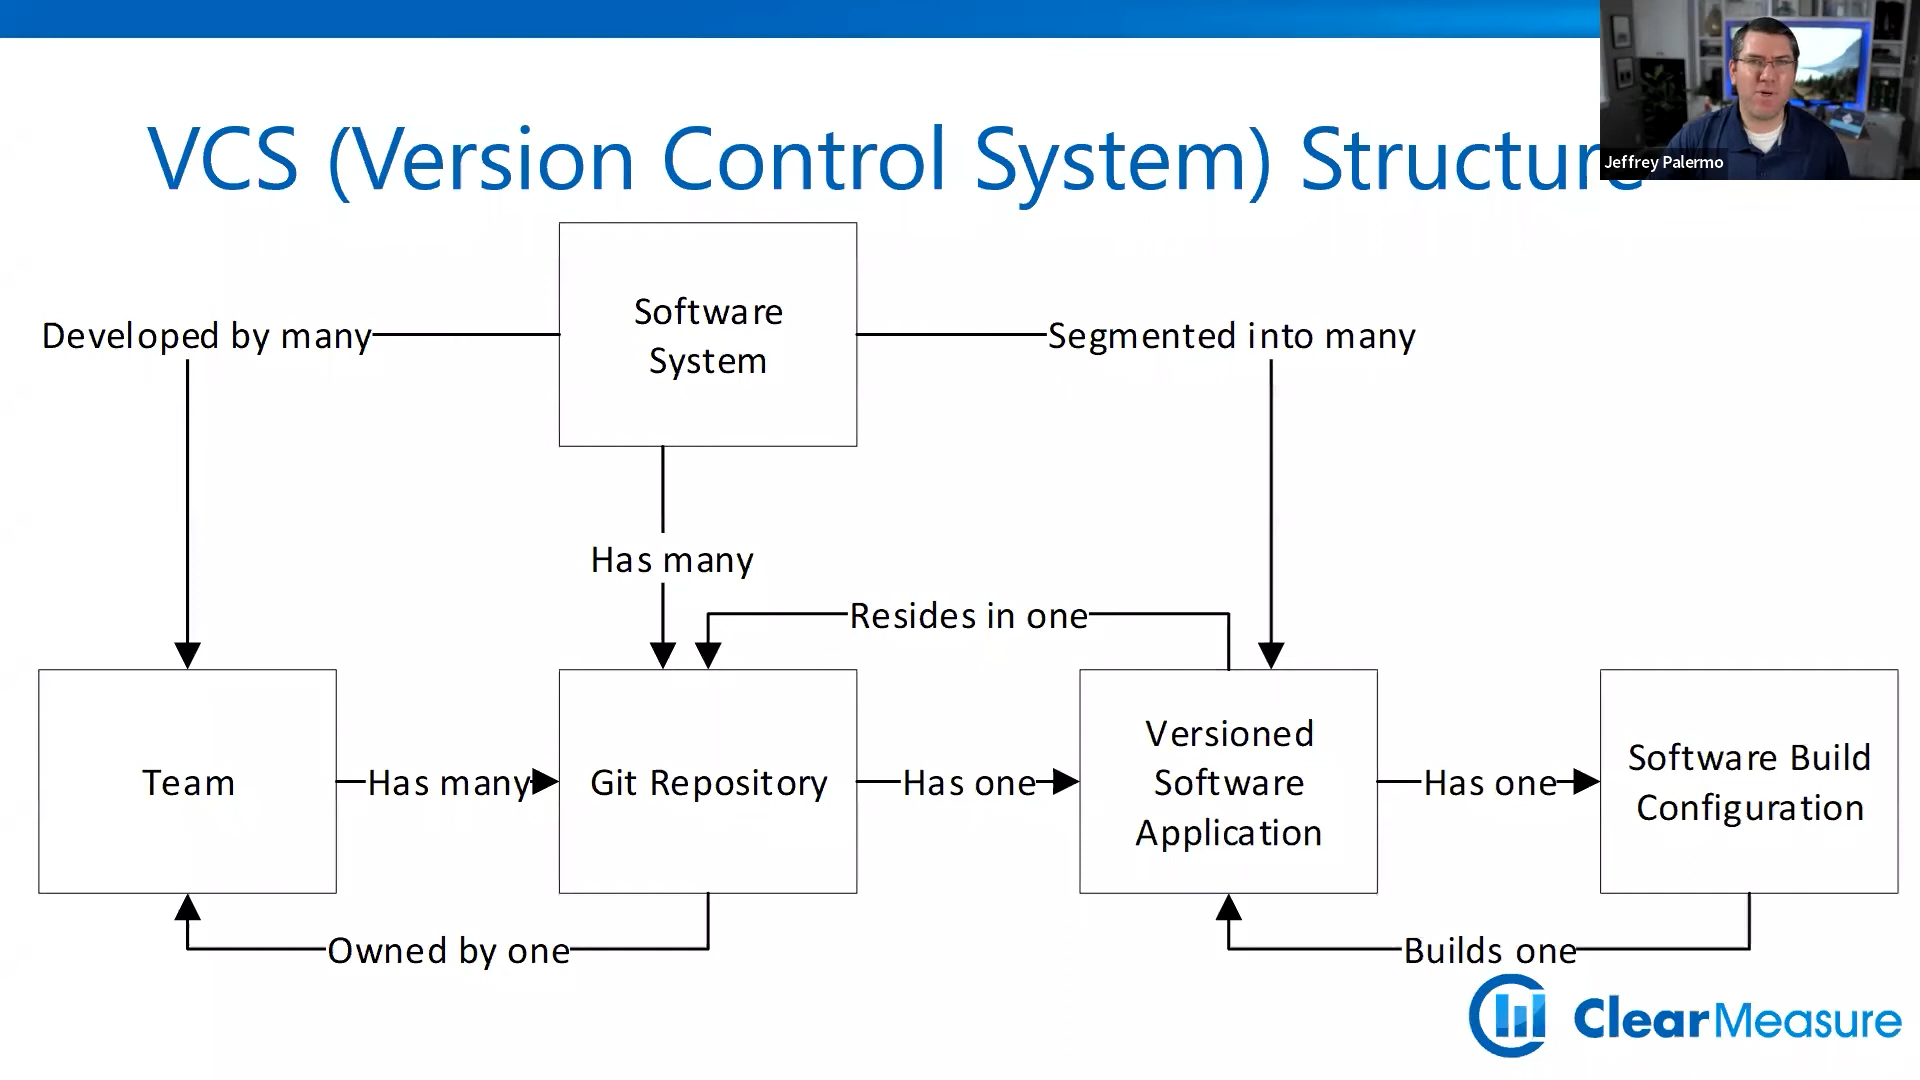 VCS (Version Control System) Structure
Jeffrey Palermo
Software
System
Developed by many
Segmented into many
Has many
Resides in one
Team
Has many
Git Repository
Has one
Versioned
Software
Application
Has one
Software Build
Configuration
Owned by one
Builds one
ClearMeasure